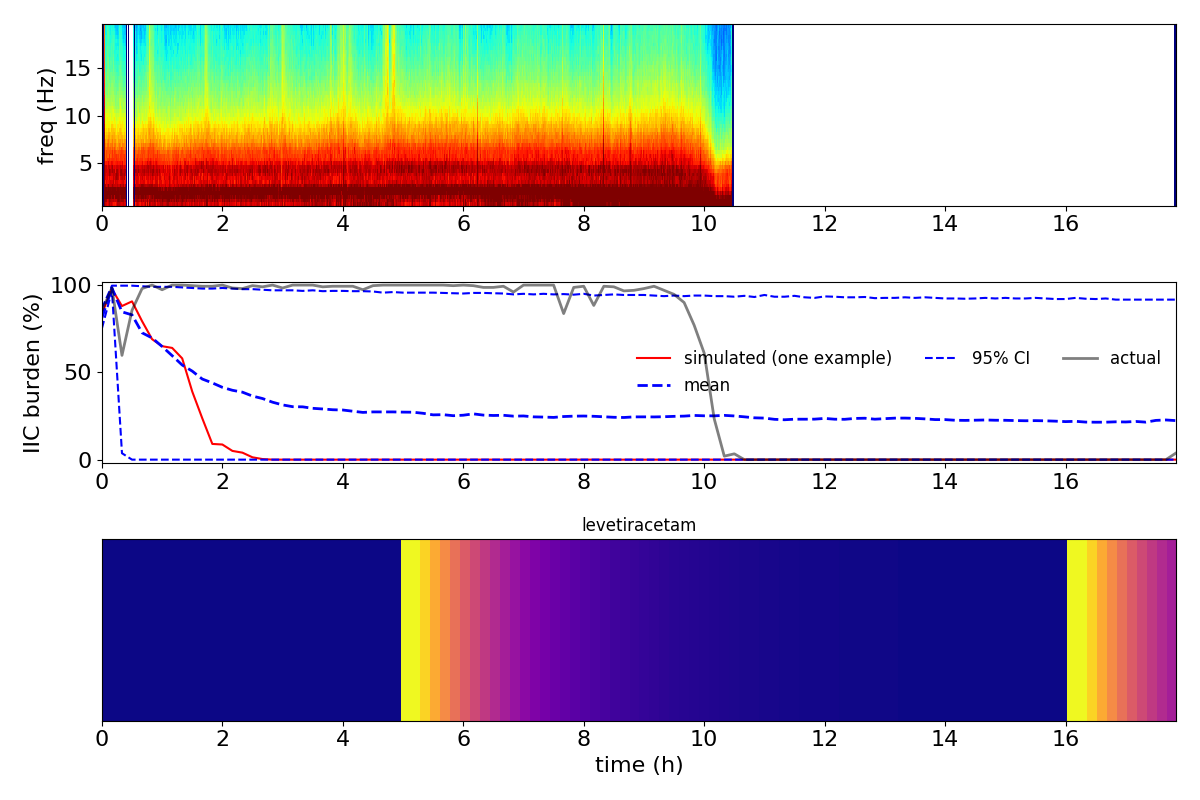 freq (Hz)
15
10
5
0 2 4 6 8 10 12 14 16
IIC burden (%)
100
50
0
simulated (one example) 95% CI actual
mean
0 2 4 6 8 10 12 14 16
levetiracetam
0 2 4 6 8 10 12 14 16
time (h)